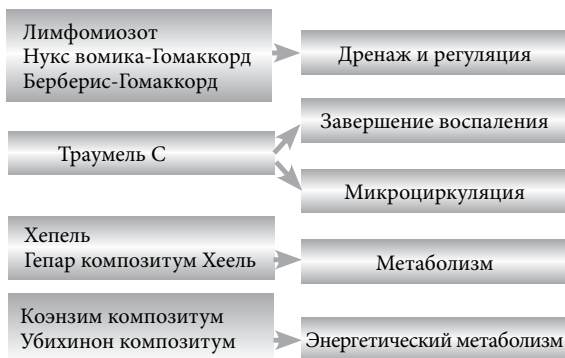 Лимфомиозот
Нукс вомика-Гомаккорд
Берберис-Гомаккорд
Дренаж и регуляция
Траумель С
Завершение воспаления
Микроциркуляция
Хепель
Гепар композитум Хеель
Метаболизм
Коэнзим композитум
Убихинон композитум
Энергетический метаболизм